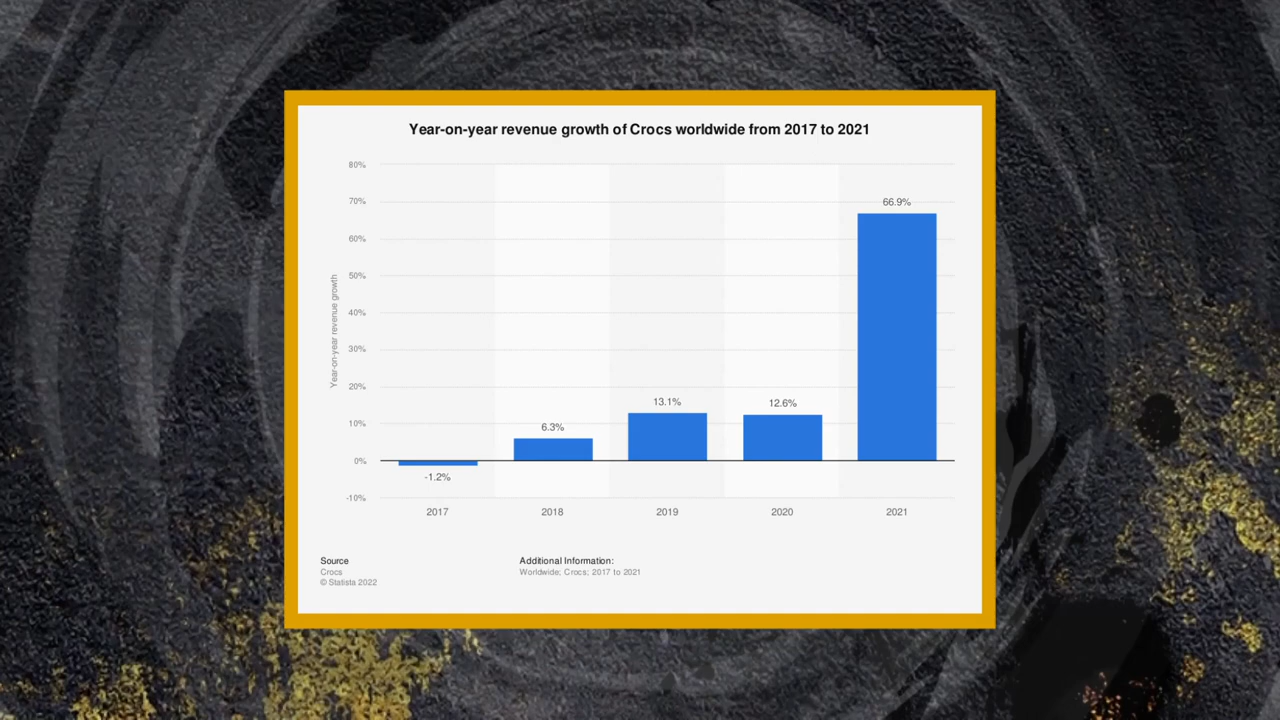 Year-on-year revenue growth of Crocs worldwide from 2017 to 2021
80%
70%
60%
50%
40%
30%
20%
10%
0%
-10%
Year-on-year revenue growth
-1.2%
6.3%
13.1%
12.6%
66.9%
2017
2018
2019
2020
2021
Source
Crocs
© Statista 2022
Additional Information:
Worldwide; Crocs; 2017 to 2021